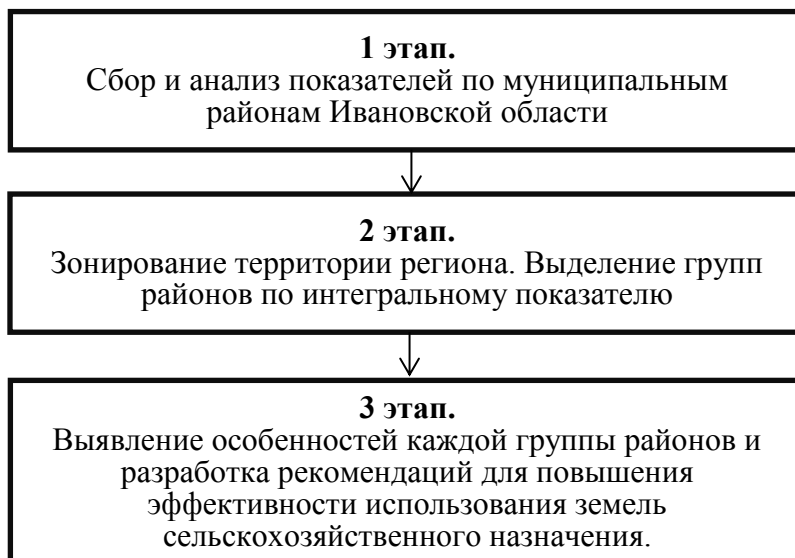 1 этап.
Сбор и анализ показателей по муниципальным
районам Ивановской области
2 этап.
Зонирование территории региона. Выделение групп
районов по интегральному показателю
3 этап.
Выявление особенностей каждой группы районов и
разработка рекомендаций для повышения
эффективности использования земель
сельскохозяйственного назначения.